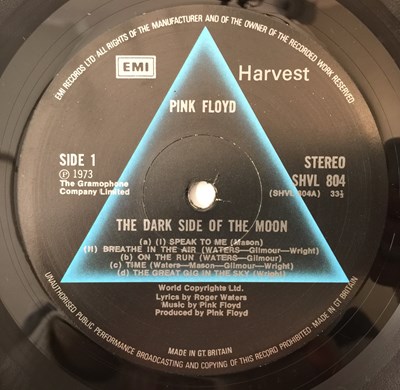 EMI RECORDS LTD ALL RIGHTS OF THE MANUFACTURER AND OF THE OWNER OF THE RECORDED WORK RESERVED
EMI
Harvest
PINK FLOYD
SIDE 1
℗ 1973
The Gramophone
Company Limited
STEREO
SHVL 804
(SHVL 804A) 33⅓
THE DARK SIDE OF THE MOON
(a) (I) SPEAK TO ME (Mason)
(II) BREATHE IN THE AIR (WATERS—Gilmour—Wright)
(b) ON THE RUN (WATERS—Gilmour)
(c) TIME (Waters—Mason—Gilmour—Wright)
(d) THE GREAT GIG IN THE SKY (Wright)
World Copyrights Ltd.
Lyrics by Roger Waters
Music by Pink Floyd
Produced by Pink Floyd
MADE IN GT. BRITAIN
UNAUTHORISED PUBLIC PERFORMANCE BROADCASTING AND COPYING OF THIS RECORD PROHIBITED. MADE IN GT. BRITAIN